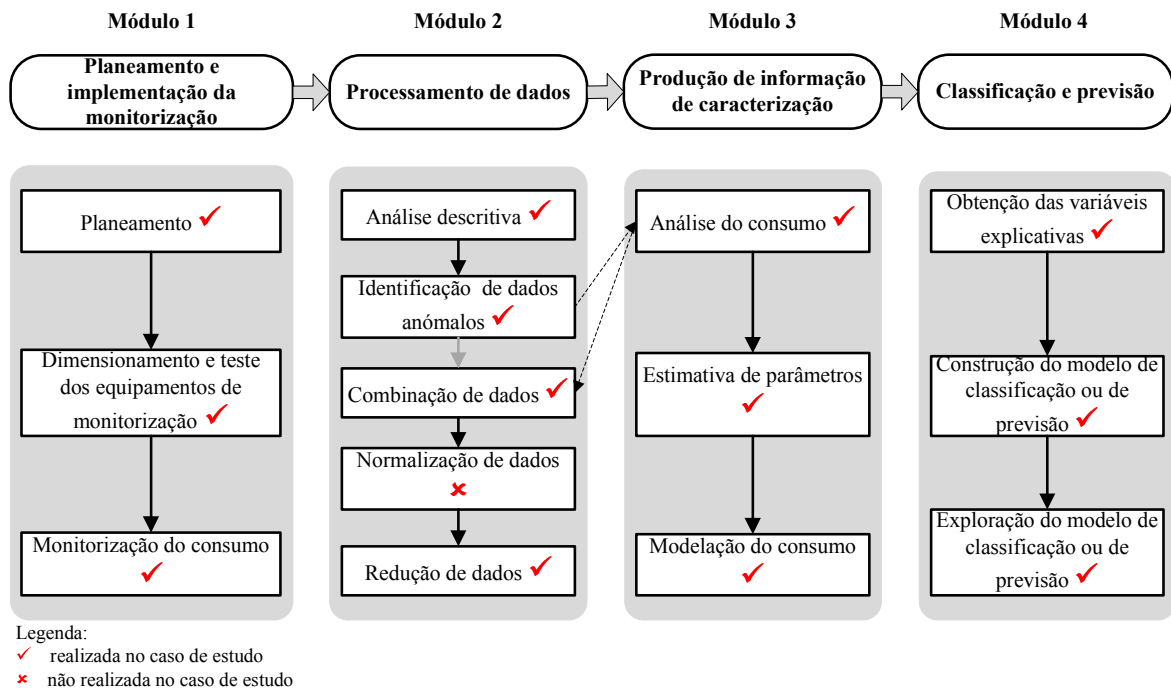 Módulo 1
Módulo 2
Módulo 3
Módulo 4
Planeamento e
implementação da
monitorização
Processamento de dados
Produção de informação
de caracterização
Classificação e previsão
Planeamento
Dimensionamento e teste
dos equipamentos de
monitorização
Monitorização do consumo
Análise descritiva
Identificação de dados
anómalos
Combinação de dados
Normalização de dados
Redução de dados
Análise do consumo
Estimativa de parâmetros
Modelação do consumo
Obtenção das variáveis
explicativas
Construção do modelo de
classificação ou de
previsão
Exploração do modelo de
classificação ou de
previsão
Legenda:
✓ realizada no caso de estudo
✘ não realizada no caso de estudo